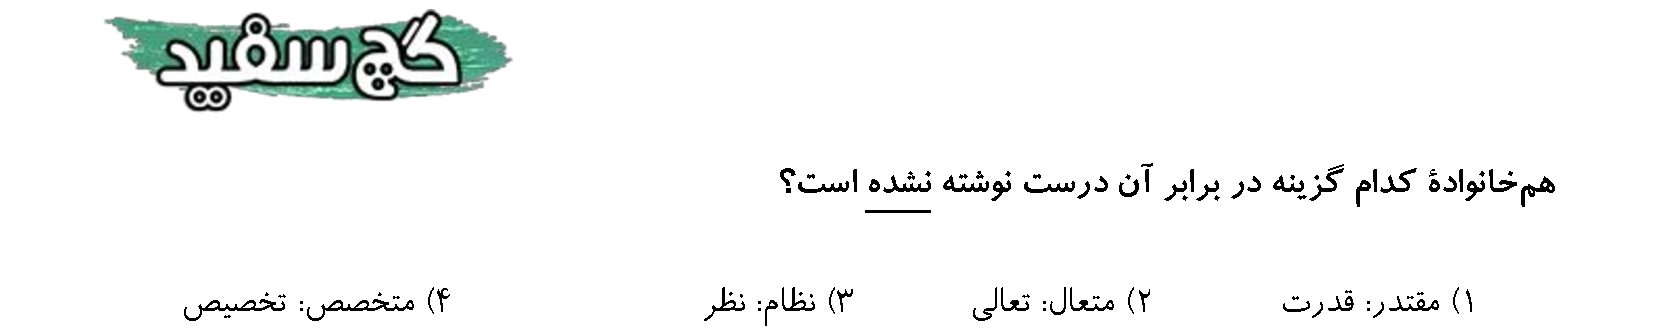 گچ سفید
هم‌خانوادهٔ کدام گزینه در برابر آن درست نوشته نشده است؟
۱) مقتدر: قدرت ۲) متعال: تعالی ۳) نظام: نظر ۴) متخصص: تخصیص